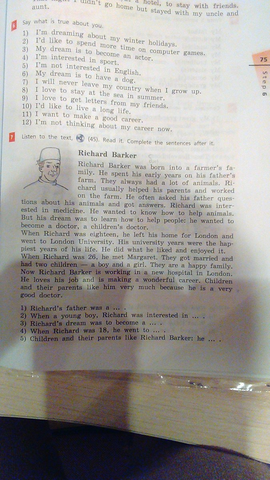 didn't go home but stayed with my uncle and
aunt.
6 Say what is true about you.
1) I'm dreaming about my winter holidays.
2) I'd like to spend more time on computer games.
3) My dream is to become an actor.
4) I'm interested in sport.
5) I'm not interested in English.
6) My dream is to have a dog.
7) I will never leave my country when I grow up.
8) I love to stay at the sea in summer.
9) I love to get letters from my friends.
10) I'd like to live a long life.
11) I want to make a good career.
12) I'm not thinking about my career now.
75
STEP 6
7 Listen to the text, (45) Read it. Complete the sentences after it.
Richard Barker
Richard Barker was born into a farmer's fa-
mily. He spent his early years on his father's
farm. They always had a lot of animals. Ri-
chard usually helped his parents and worked
on the farm. He often asked his father ques-
tions about his animals and got answers. Richard was inter-
ested in medicine. He wanted to know how to help animals.
But his dream was to learn how to help people: he wanted to
become a doctor, a children's doctor.
When Richard was eighteen, he left his home for London and
went to London University. His university years were the hap-
piest years of his life. He did what he liked and enjoyed it.
When Richard was 26, he met Margaret. They got married and
had two children — a boy and a girl. They are a happy family.
Now Richard Barker is working in a new hospital in London.
He loves his job and is making a wonderful career. Children
and their parents like him very much because he is a very
good doctor.
1) Richard's father was a ... .
2) When a young boy, Richard was interested in ... .
3) Richard's dream was to become a ... .
4) When Richard was 18, he went to ... .
5) Children and their parents like Richard Barker: he ... .